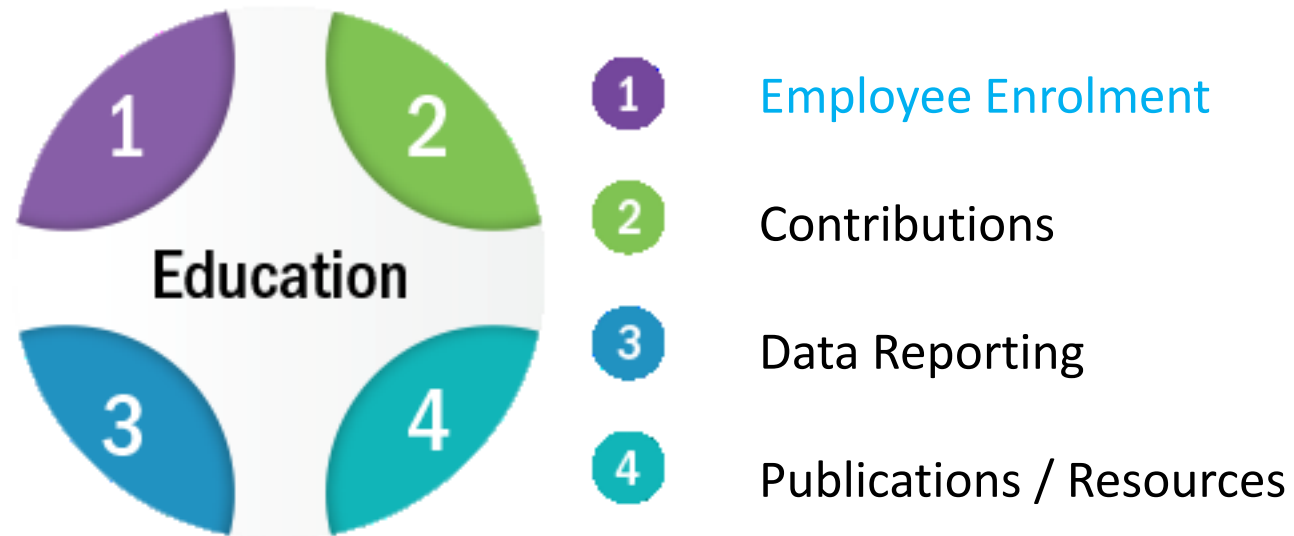 1
2
Education
3
4
1 Employee Enrolment
2 Contributions
3 Data Reporting
4 Publications / Resources